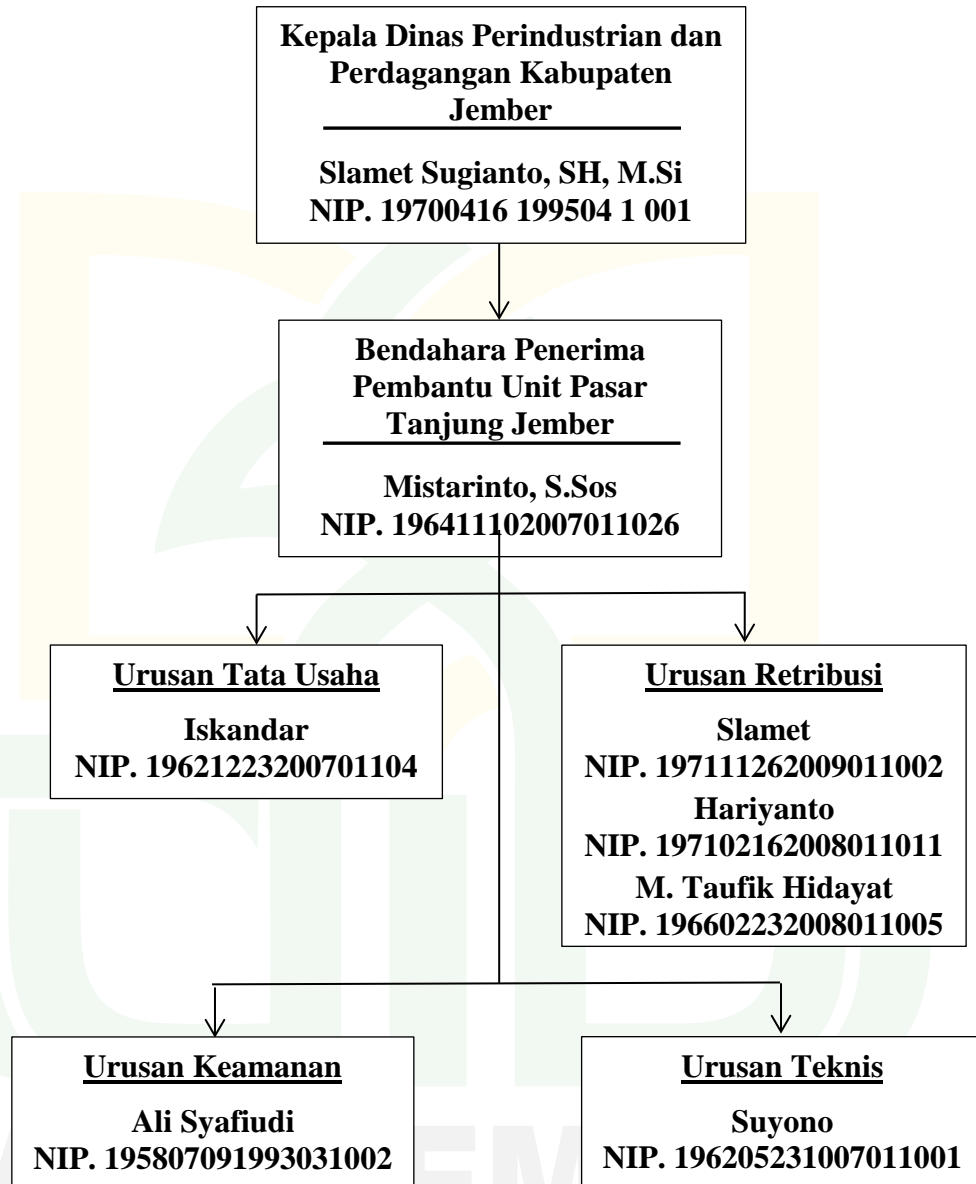 Kepala Dinas Perindustrian dan
Perdagangan Kabupaten
Jember
Slamet Sugianto, SH, M.Si
NIP. 19700416 199504 1 001
Bendahara Penerima
Pembantu Unit Pasar
Tanjung Jember
Mistarinto, S.Sos
NIP. 196411102007011026
Urusan Tata Usaha
Iskandar
NIP. 19621223200701104
Urusan Retribusi
Slamet
NIP. 197111262009011002
Hariyanto
NIP. 197102162008011011
M. Taufik Hidayat
NIP. 196602232008011005
Urusan Keamanan
Ali Syafiudi
NIP. 195807091993031002
Urusan Teknis
Suyono
NIP. 196205231007011001